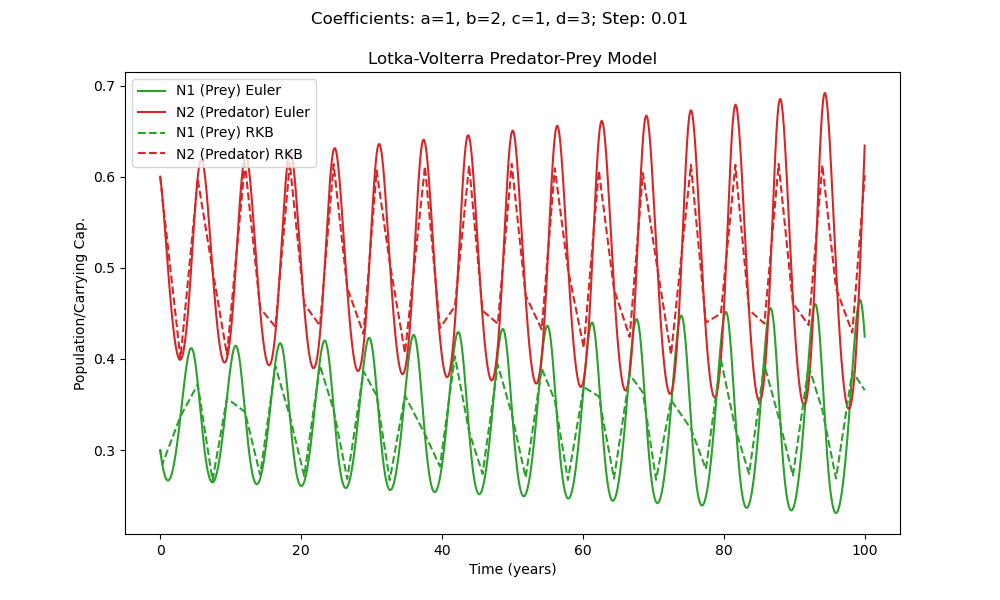 Coefficients: a=1, b=2, c=1, d=3; Step: 0.01
Lotka-Volterra Predator-Prey Model
N1 (Prey) Euler
N2 (Predator) Euler
N1 (Prey) RKB
N2 (Predator) RKB
0.7
0.6
0.5
0.4
0.3
Population/Carrying Cap.
0 20 40 60 80 100
Time (years)